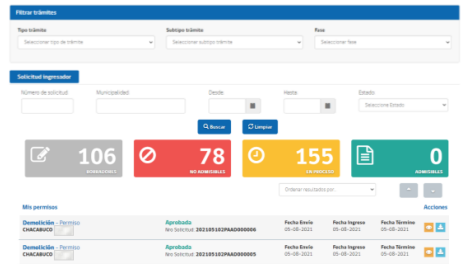 Filtrar trámites
Tipo trámite Subtipo trámite Fase
Seleccionar tipo de trámite Seleccionar subtipo trámite Seleccionar fase
Solicitud Ingresador
Número de solicitud Municipalidad Desde Hasta Estado
Seleccione Estado
Buscar Limpiar
106 78 155 0
BORRADORES NO ADMISIBLES EN PROCESO ADMISIBLES
Ordenar resultados por:
Mis permisos Acciones
Demolición - Permiso Aprobada Fecha Envío Fecha Ingreso Fecha Término
CHACABUCO Nro Solicitud: 202105102PAAD000006 05-08-2021 05-08-2021 05-08-2021
Demolición - Permiso Aprobada Fecha Envío Fecha Ingreso Fecha Término
CHACABUCO Nro Solicitud: 202105102PAAD000005 05-08-2021 05-08-2021 05-08-2021